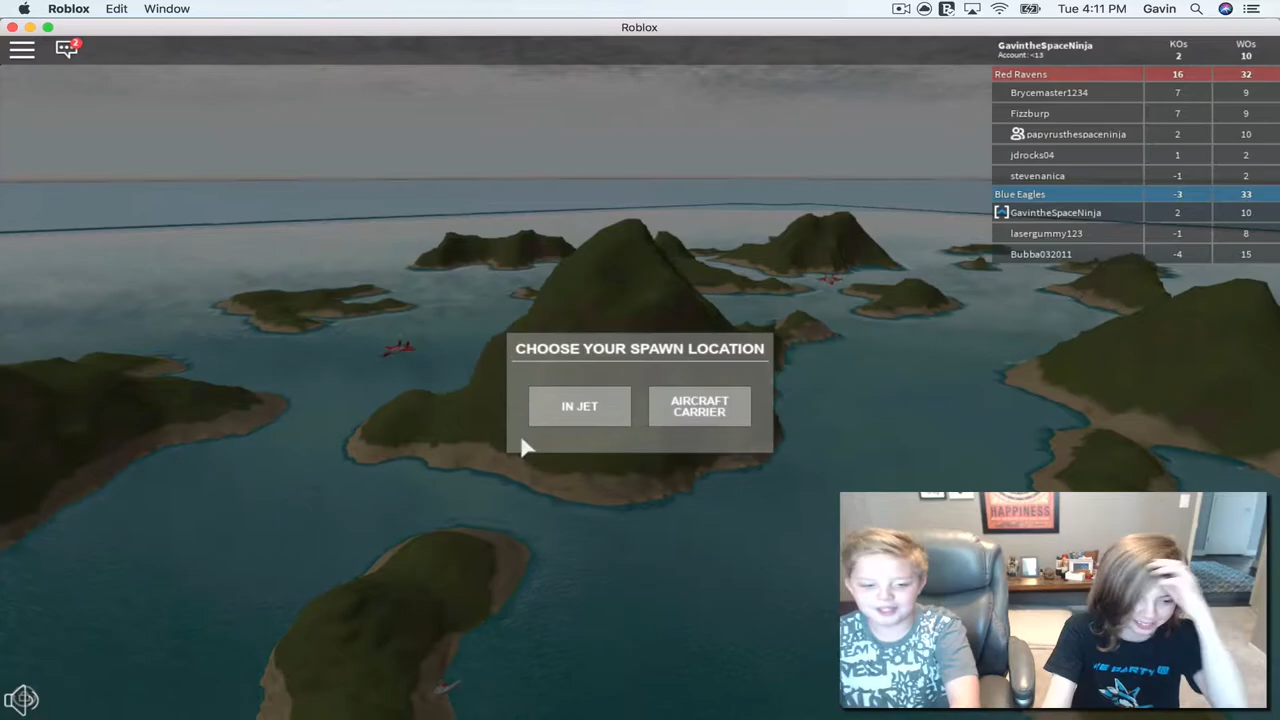 Roblox Edit Window Tue 4:11 PM Gavin
Roblox
2
GavintheSpaceNinja KOs WOs
Account: <13 2 10
Red Ravens 16 32
Brycemaster1234 7 9
Fizzburp 7 9
papyrusthespaceninja 2 10
jdrocks04 1 2
stevenanica -1 2
Blue Eagles -3 33
GavintheSpaceNinja 2 10
lasergummy123 -1 8
Bubba032011 -4 15
CHOOSE YOUR SPAWN LOCATION
IN JET
AIRCRAFT
CARRIER
HAPPINESS